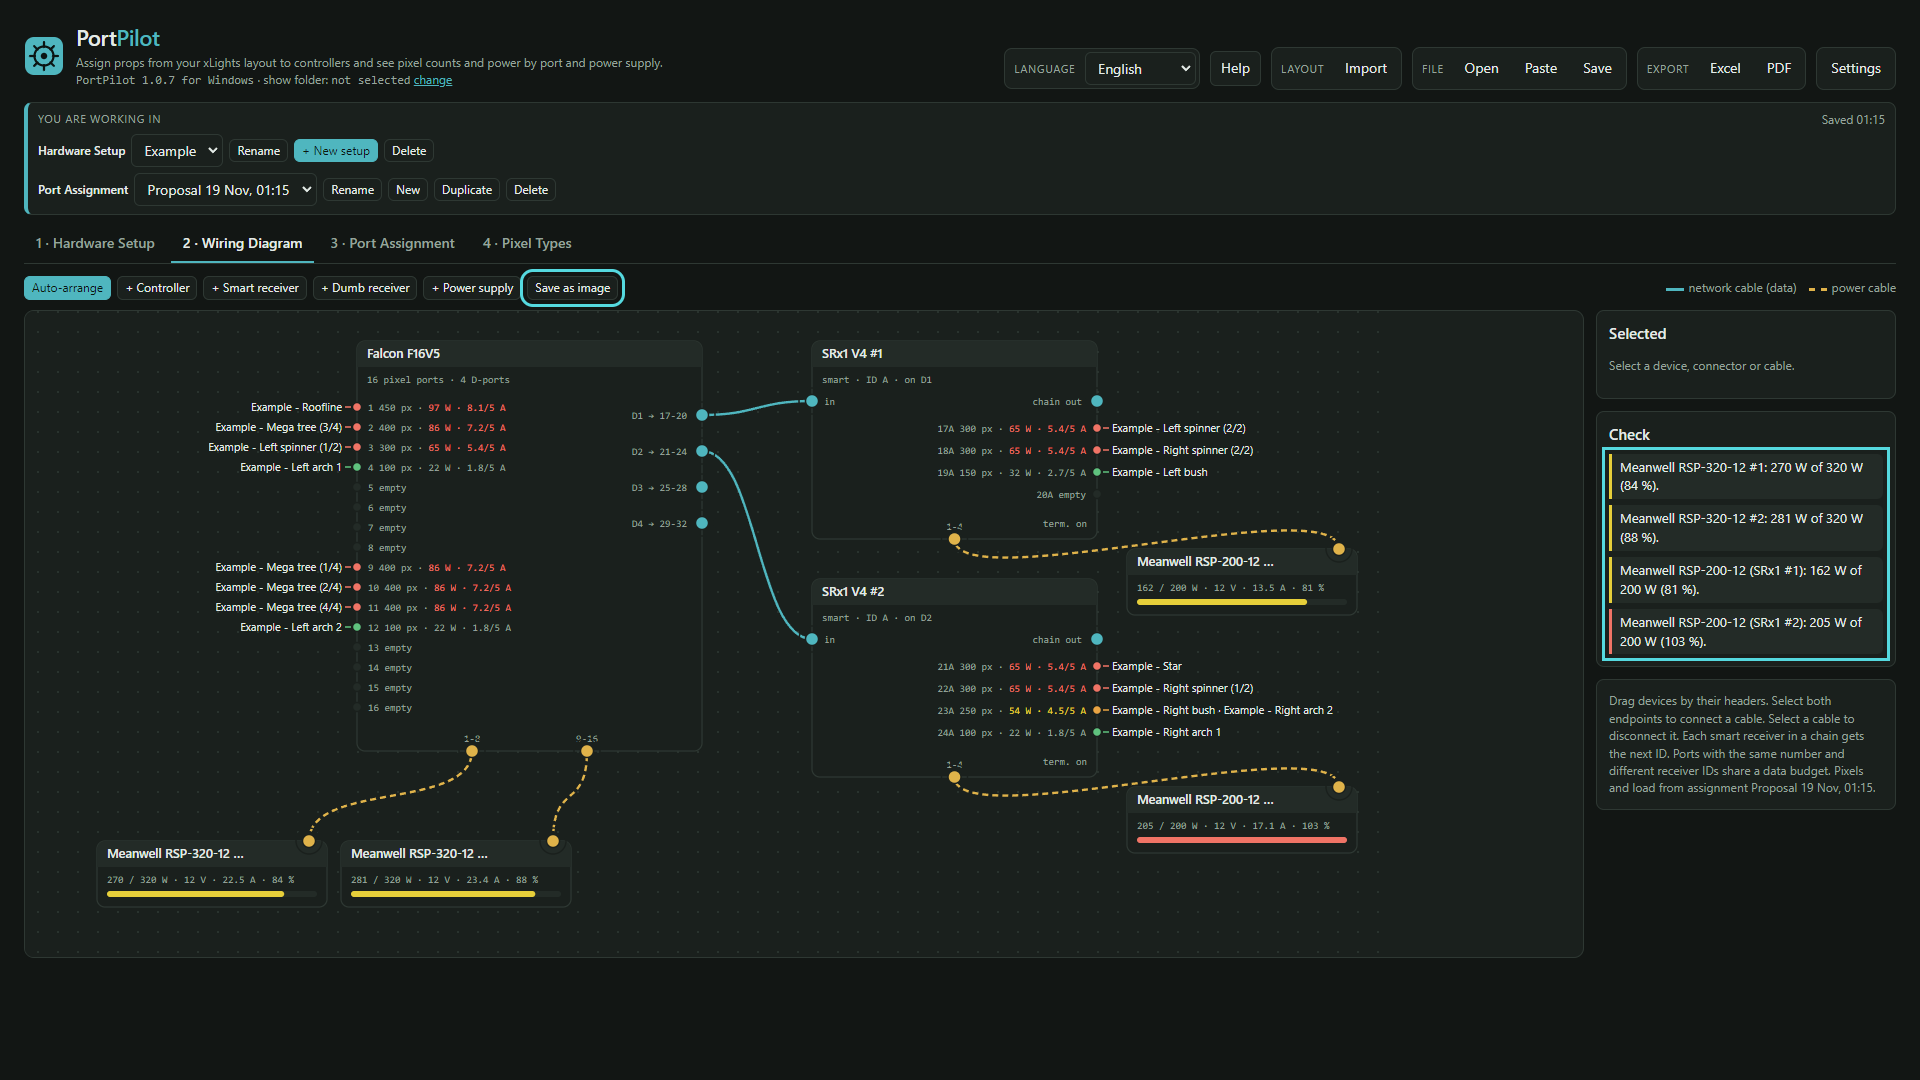 PortPilot
Assign props from your xLights layout to controllers and see pixel counts and power by port and power supply.
PortPilot 1.0.7 for Windows · show folder: not selected change
LANGUAGE English Help LAYOUT Import FILE Open Paste Save EXPORT Excel PDF Settings
YOU ARE WORKING IN
Saved 01:15
Hardware Setup Example Rename + New setup Delete
Port Assignment Proposal 19 Nov, 01:15 Rename New Duplicate Delete
1 · Hardware Setup 2 · Wiring Diagram 3 · Port Assignment 4 · Pixel Types
Auto-arrange + Controller + Smart receiver + Dumb receiver + Power supply Save as image
network cable (data) power cable
Falcon F16V5
16 pixel ports · 4 D-ports
Example - Roofline 1 450 px · 97 W · 8.1/5 A
Example - Mega tree (3/4) 2 400 px · 86 W · 7.2/5 A
Example - Left spinner (1/2) 3 300 px · 65 W · 5.4/5 A
Example - Left arch 1 4 100 px · 22 W · 1.8/5 A
5 empty
6 empty
7 empty
8 empty
Example - Mega tree (1/4) 9 400 px · 86 W · 7.2/5 A
Example - Mega tree (2/4) 10 400 px · 86 W · 7.2/5 A
Example - Mega tree (4/4) 11 400 px · 86 W · 7.2/5 A
Example - Left arch 2 12 100 px · 22 W · 1.8/5 A
13 empty
14 empty
15 empty
16 empty
D1 → 17-20
D2 → 21-24
D3 → 25-28
D4 → 29-32
1-8 9-16
SRx1 V4 #1
smart · ID A · on D1
in chain out
17A 300 px · 65 W · 5.4/5 A Example - Left spinner (2/2)
18A 300 px · 65 W · 5.4/5 A Example - Right spinner (2/2)
19A 150 px · 32 W · 2.7/5 A Example - Left bush
20A empty
1-4 term. on
Meanwell RSP-200-12 ...
162 / 200 W · 12 V · 13.5 A · 81 %
SRx1 V4 #2
smart · ID A · on D2
in chain out
21A 300 px · 65 W · 5.4/5 A Example - Star
22A 300 px · 65 W · 5.4/5 A Example - Right spinner (1/2)
23A 250 px · 54 W · 4.5/5 A Example - Right bush · Example - Right arch 2
24A 100 px · 22 W · 1.8/5 A Example - Right arch 1
1-4 term. on
Meanwell RSP-200-12 ...
205 / 200 W · 12 V · 17.1 A · 103 %
Meanwell RSP-320-12 ...
270 / 320 W · 12 V · 22.5 A · 84 %
Meanwell RSP-320-12 ...
281 / 320 W · 12 V · 23.4 A · 88 %
Selected
Select a device, connector or cable.
Check
Meanwell RSP-320-12 #1: 270 W of 320 W
(84 %).
Meanwell RSP-320-12 #2: 281 W of 320 W
(88 %).
Meanwell RSP-200-12 (SRx1 #1): 162 W of
200 W (81 %).
Meanwell RSP-200-12 (SRx1 #2): 205 W of
200 W (103 %).
Drag devices by their headers. Select both
endpoints to connect a cable. Select a cable to
disconnect it. Each smart receiver in a chain gets
the next ID. Ports with the same number and
different receiver IDs share a data budget. Pixels
and load from assignment Proposal 19 Nov, 01:15.